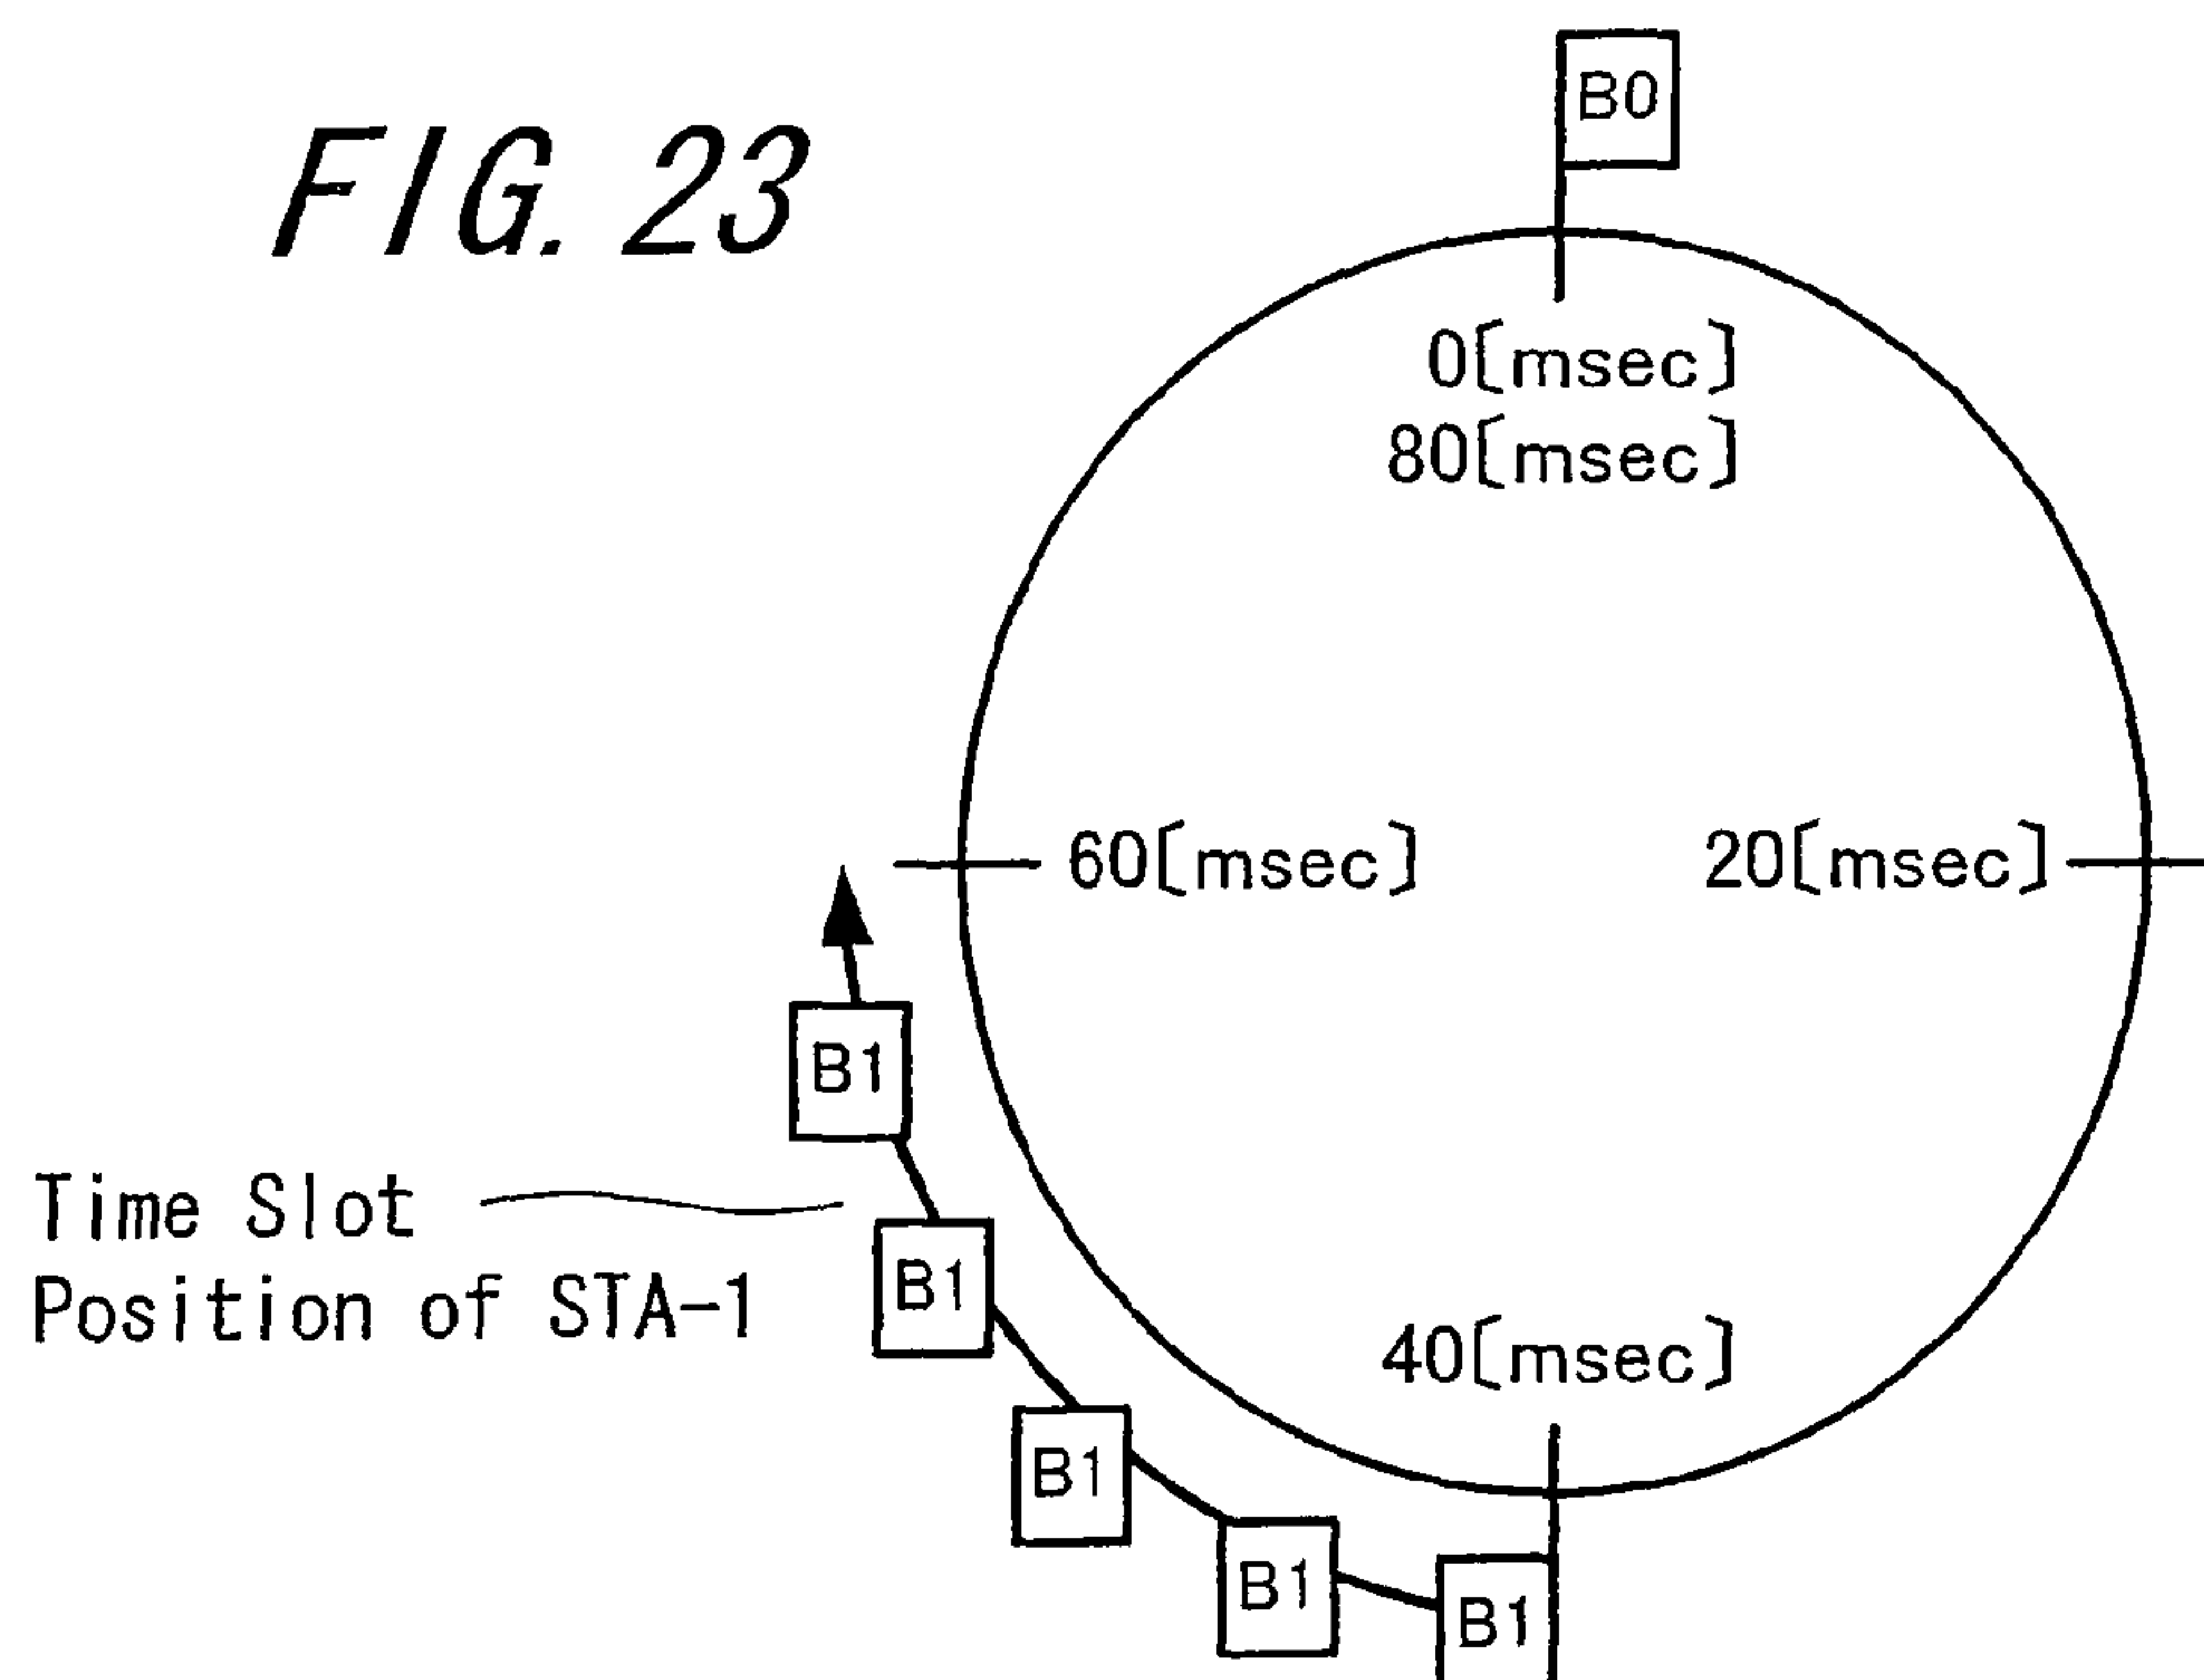 FIG. 23
B0
0[msec]
80[msec]
60[msec]
20[msec]
B1
Time Slot
Position of STA-1
B1
40[msec]
B1
B1
B1